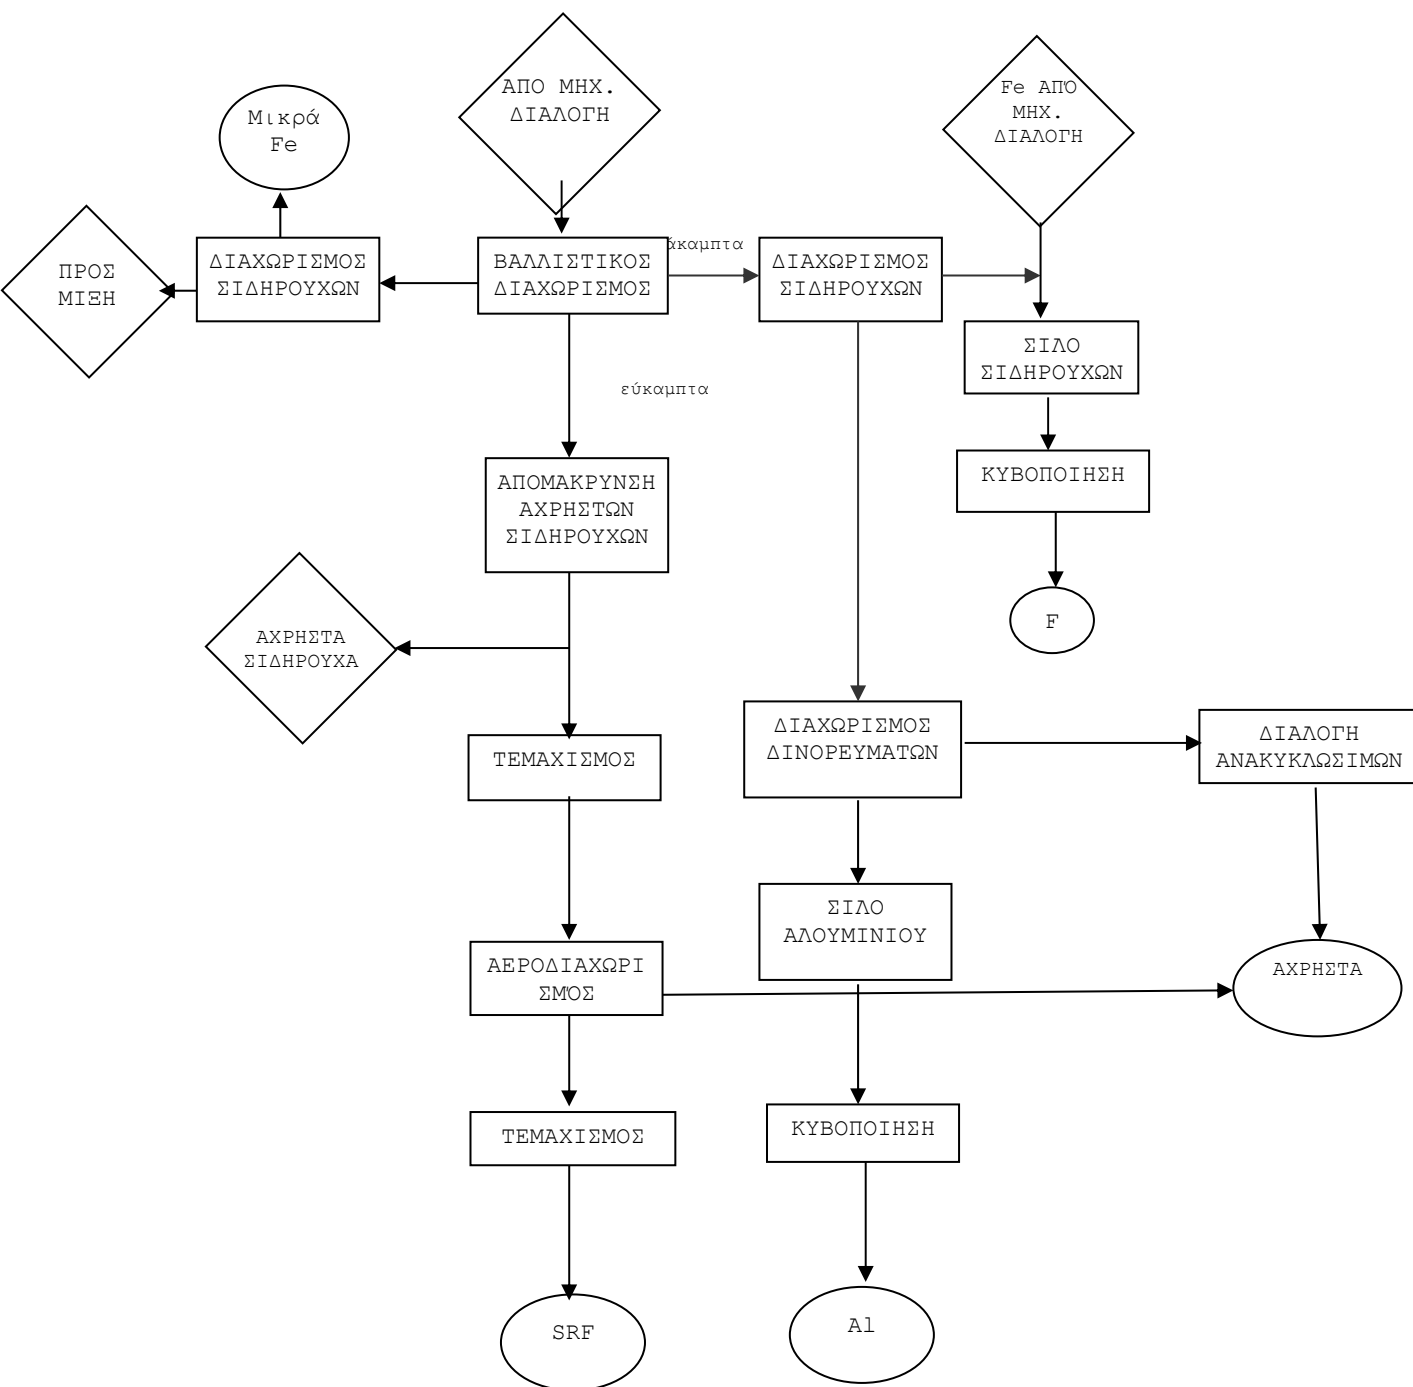 ΑΠΟ ΜΗΧ.
ΔΙΑΛΟΓΗ
Fe ΑΠΌ
ΜΗΧ.
ΔΙΑΛΟΓΗ
Μικρά
Fe
ΠΡΟΣ
ΜΙΞΗ
ΔΙΑΧΩΡΙΣΜΟΣ
ΣΙΔΗΡΟΥΧΩΝ
ΒΑΛΛΙΣΤΙΚΟΣ
ΔΙΑΧΩΡΙΣΜΟΣ
άκαμπτα
ΔΙΑΧΩΡΙΣΜΟΣ
ΣΙΔΗΡΟΥΧΩΝ
ΣΙΛΟ
ΣΙΔΗΡΟΥΧΩΝ
εύκαμπτα
ΑΠΟΜΑΚΡΥΝΣΗ
ΑΧΡΗΣΤΩΝ
ΣΙΔΗΡΟΥΧΩΝ
ΚΥΒΟΠΟΙΗΣΗ
F
ΑΧΡΗΣΤΑ
ΣΙΔΗΡΟΥΧΑ
ΤΕΜΑΧΙΣΜΟΣ
ΔΙΑΧΩΡΙΣΜΟΣ
ΔΙΝΟΡΕΥΜΑΤΩΝ
ΔΙΑΛΟΓΗ
ΑΝΑΚΥΚΛΩΣΙΜΩΝ
ΣΙΛΟ
ΑΛΟΥΜΙΝΙΟΥ
ΑΕΡΟΔΙΑΧΩΡΙ
ΣΜΌΣ
ΑΧΡΗΣΤΑ
ΤΕΜΑΧΙΣΜΟΣ
ΚΥΒΟΠΟΙΗΣΗ
SRF
Al